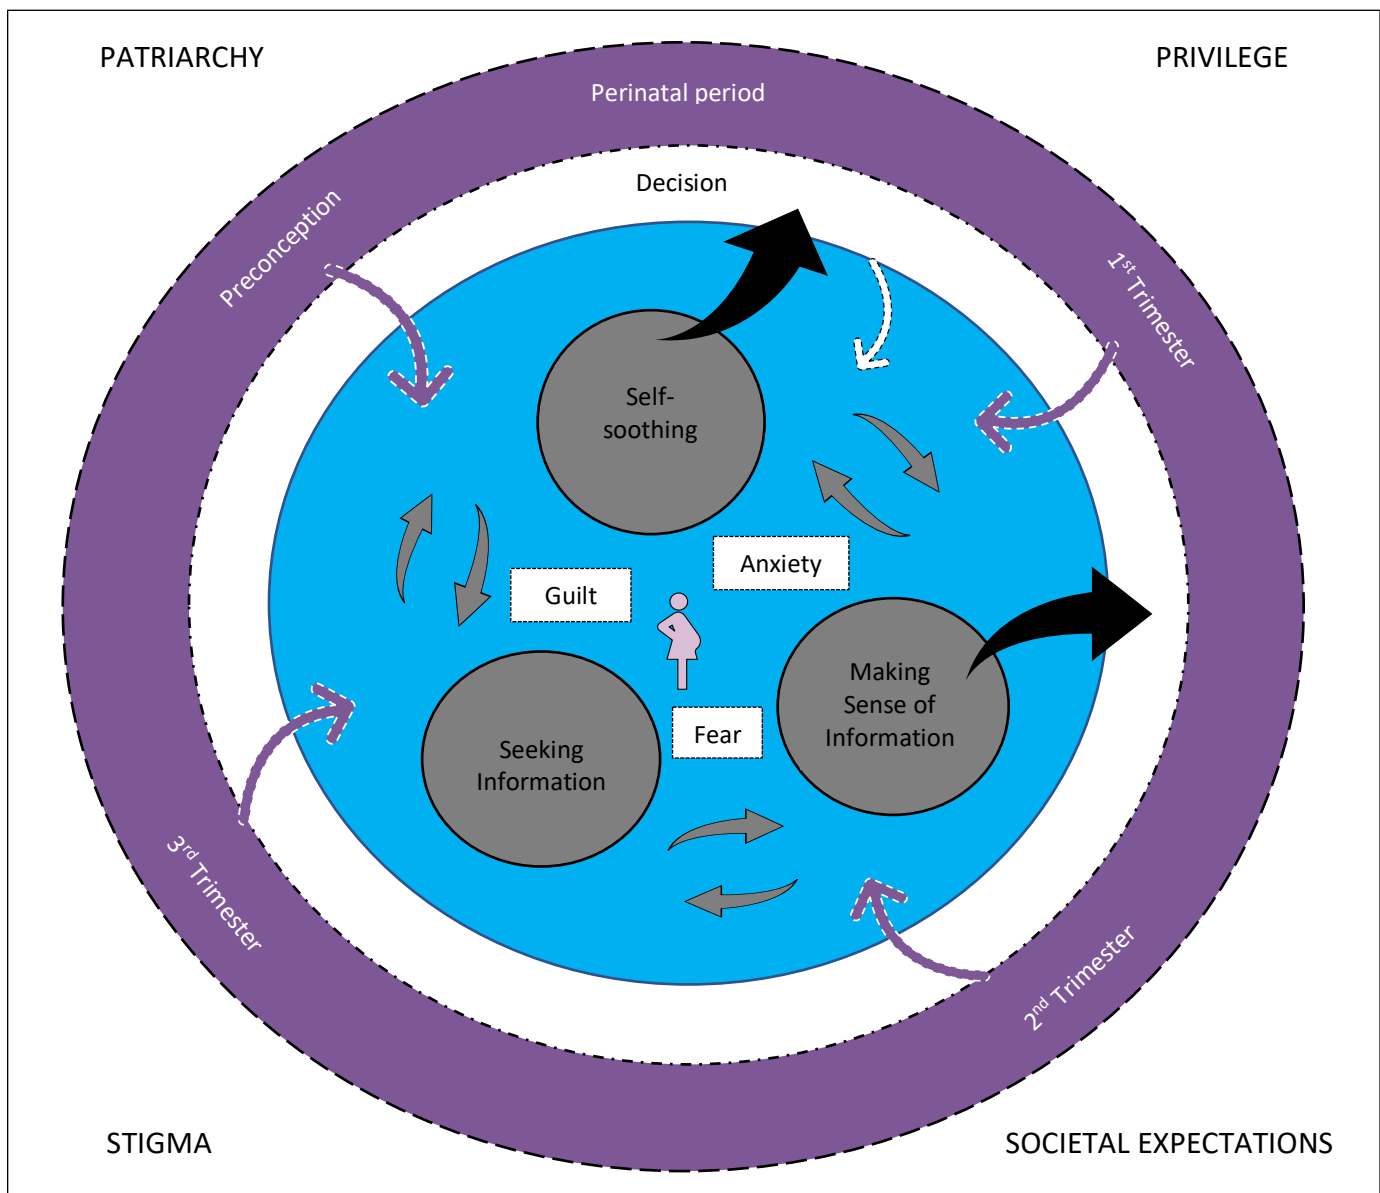 PATRIARCHY
PRIVILEGE
Perinatal period
Decision
Preconception
1st Trimester
Self-
soothing
Anxiety
Guilt
Making
Sense of
Information
Fear
Seeking
Information
3rd Trimester
2nd Trimester
STIGMA
SOCIETAL EXPECTATIONS